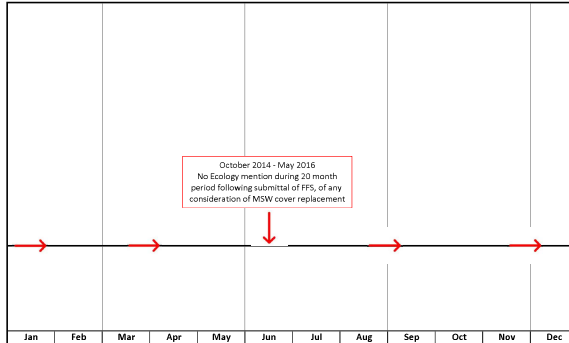 October 2014 - May 2016
No Ecology mention during 20 month
period following submittal of FFS, of any
consideration of MSW cover replacement
Jan Feb Mar Apr May Jun Jul Aug Sep Oct Nov Dec